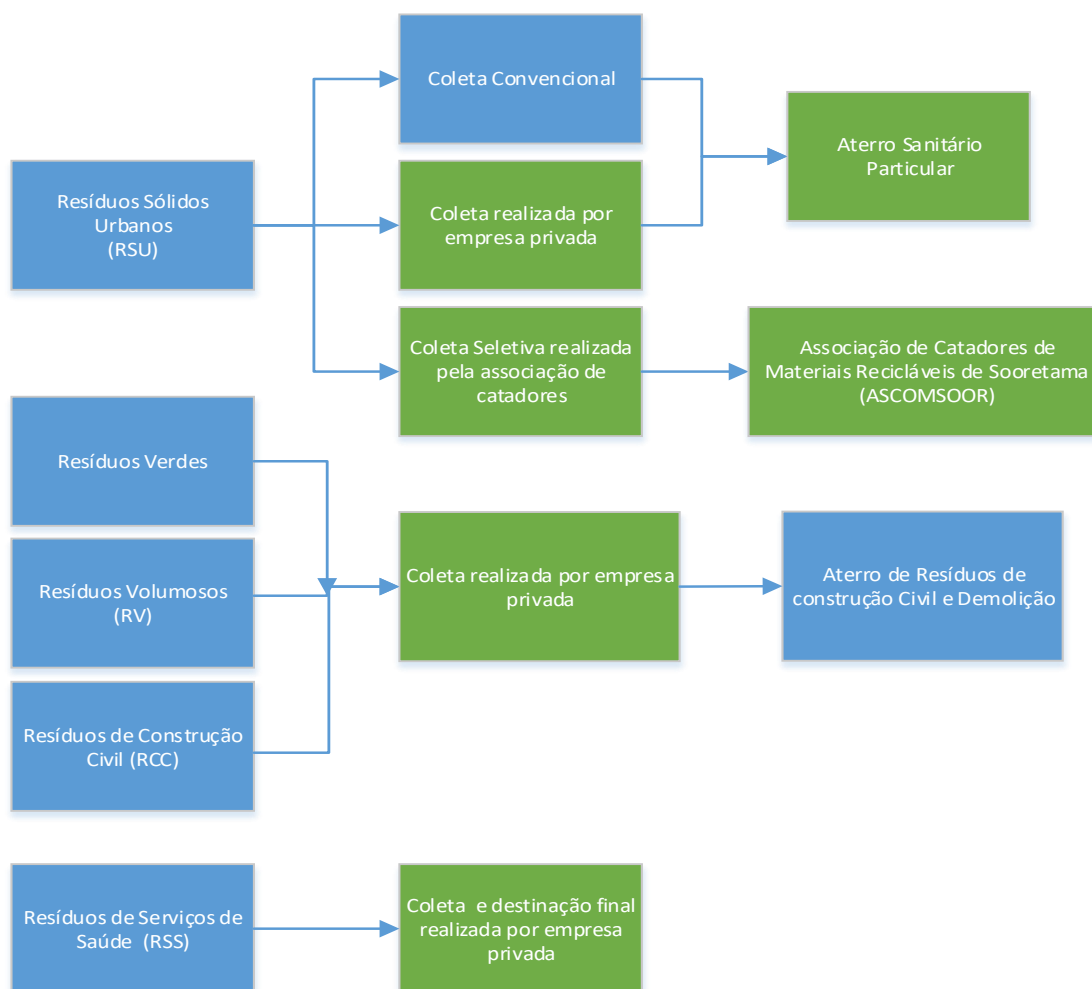 Coleta Convencional
Aterro Sanitário
Particular
Resíduos Sólidos
Urbanos
(RSU)
Coleta realizada por
empresa privada
Coleta Seletiva realizada
pela associação de
catadores
Associação de Catadores de
Materiais Recicláveis de Sooretama
(ASCOMSOOR)
Resíduos Verdes
Resíduos Volumosos
(RV)
Coleta realizada por empresa
privada
Aterro de Resíduos de
construção Civil e Demolição
Resíduos de Construção
Civil (RCC)
Resíduos de Serviços de
Saúde (RSS)
Coleta e destinação final
realizada por empresa
privada